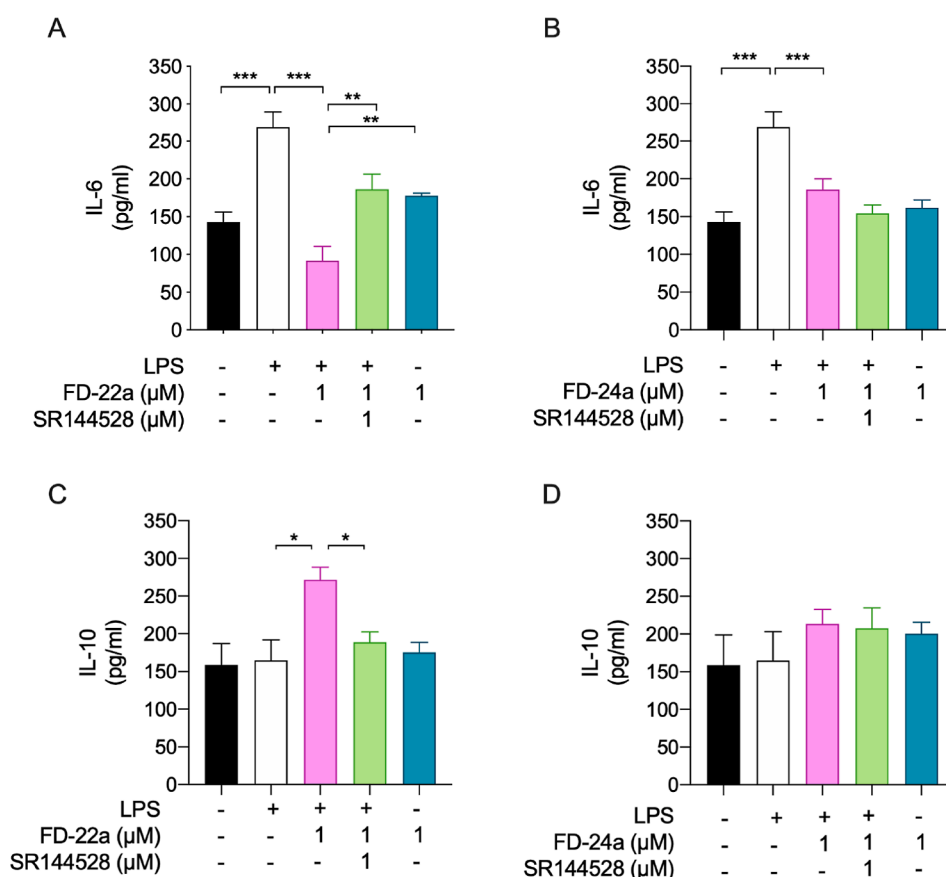 A
350
300
250
200
150
100
50
0
IL-6
(pg/ml)
*** *** ** **
LPS - + + + -
FD-22a (µM) - - 1 1 1
SR144528 (µM) - - - 1 -
B
350
300
250
200
150
100
50
0
IL-6
(pg/ml)
*** ***
LPS - + + + -
FD-24a (µM) - - 1 1 1
SR144528 (µM) - - - 1 -
C
350
300
250
200
150
100
50
0
IL-10
(pg/ml)
* *
LPS - + + + -
FD-22a (µM) - - 1 1 1
SR144528 (µM) - - - 1 -
D
350
300
250
200
150
100
50
0
IL-10
(pg/ml)
LPS - + + + -
FD-24a (µM) - - 1 1 1
SR144528 (µM) - - - 1 -